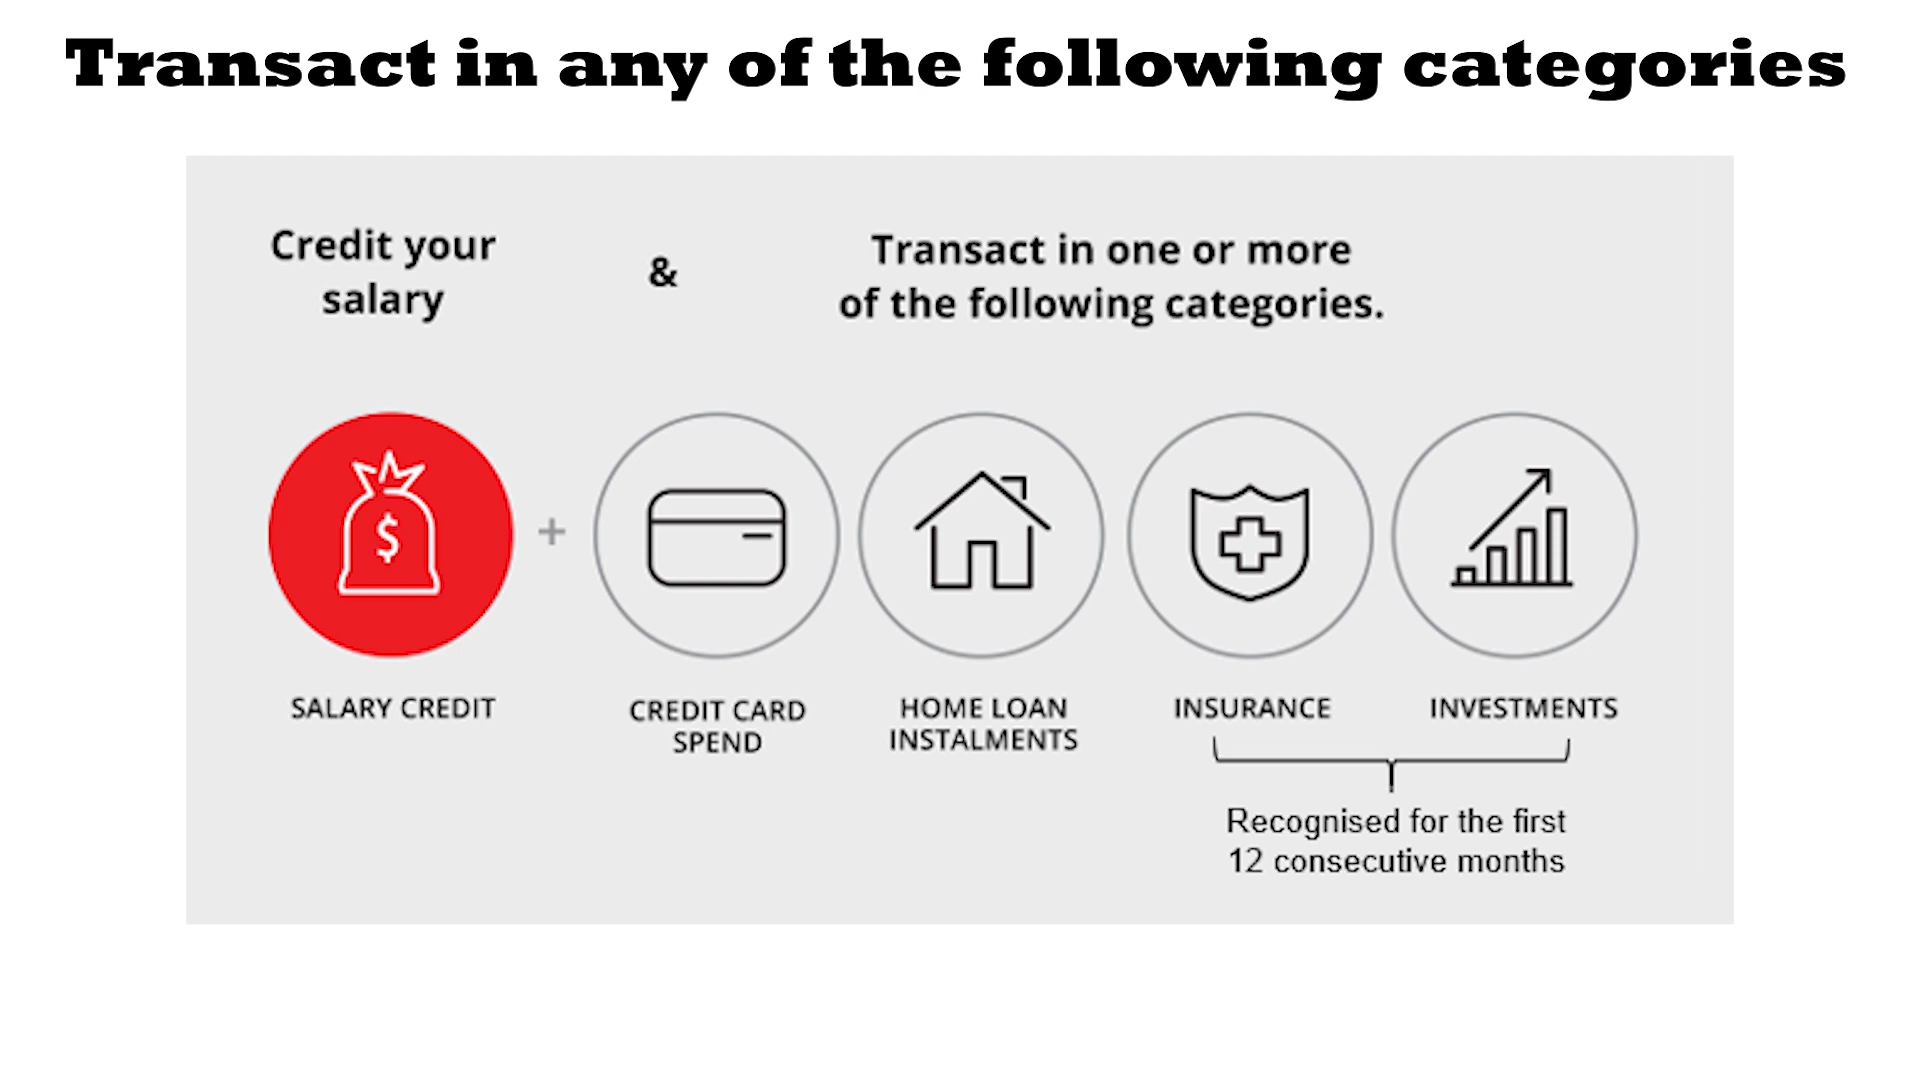 Transact in any of the following categories
Credit your
salary
&
Transact in one or more
of the following categories.
$
+
SALARY CREDIT
CREDIT CARD
SPEND
HOME LOAN
INSTALMENTS
INSURANCE
INVESTMENTS
Recognised for the first
12 consecutive months